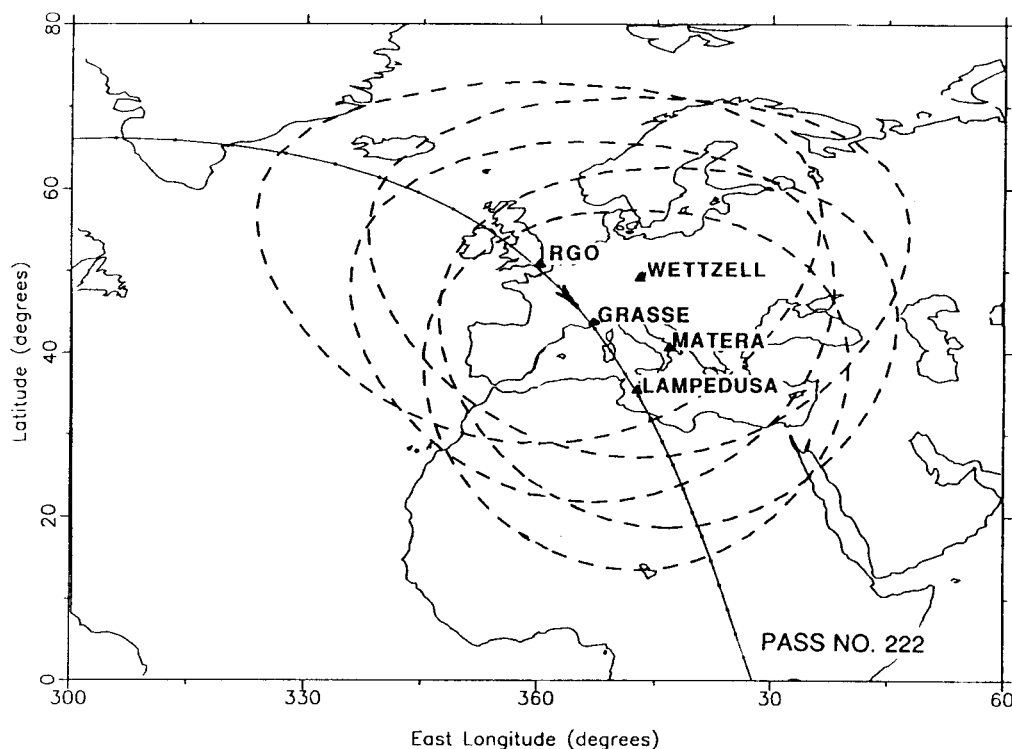 80
60
40
20
0
Latitude (degrees)
RGO
WETTZELL
GRASSE
MATERA
LAMPEDUSA
PASS NO. 222
300
330
360
30
60
East Longitude (degrees)